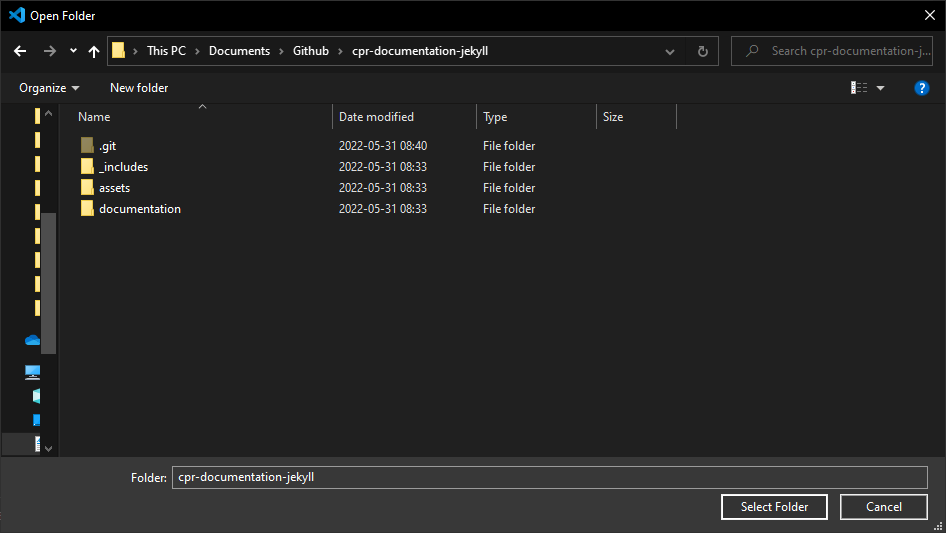 Open Folder
This PC > Documents > Github > cpr-documentation-jekyll
Search cpr-documentation-j...
Organize New folder ?
Name Date modified Type Size
.git 2022-05-31 08:40 File folder
_includes 2022-05-31 08:33 File folder
assets 2022-05-31 08:33 File folder
documentation 2022-05-31 08:33 File folder
Folder: cpr-documentation-jekyll
Select Folder Cancel